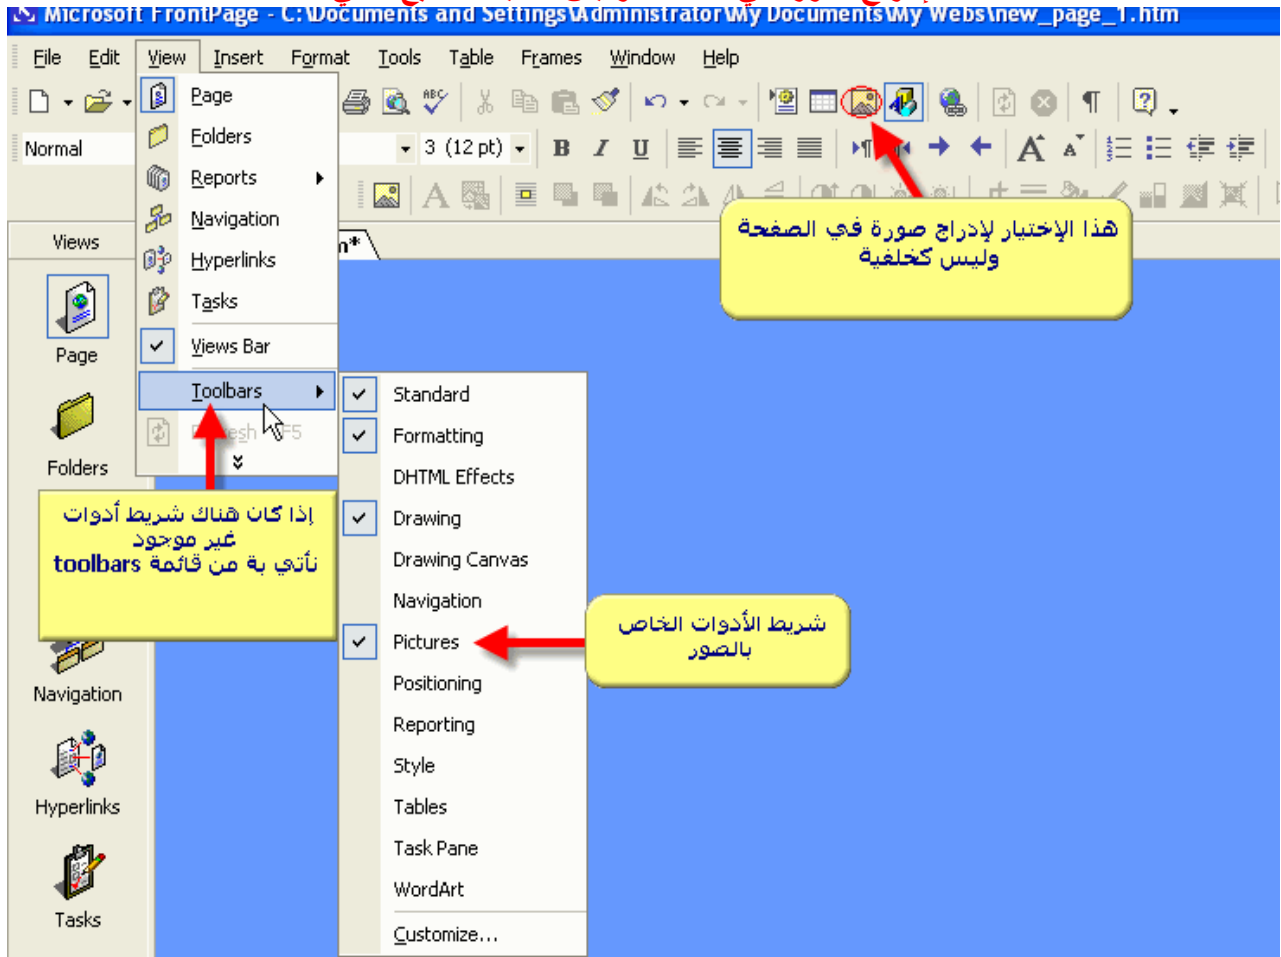 Microsoft FrontPage - C:\Documents and Settings\Administrator\My Documents\My Webs\new_page_1.htm
File Edit View Insert Format Tools Table Frames Window Help
Page
Normal
3 (12 pt)
B I U
Folders
Reports
Navigation
Hyperlinks
Tasks
Views Bar
Toolbars
F5
Views
Page
Folders
Navigation
Hyperlinks
Tasks
هذا الإختيار لإدراج صورة في الصفحة
وليس كخلفية
Standard
Formatting
DHTML Effects
Drawing
Drawing Canvas
Navigation
Pictures
Positioning
Reporting
Style
Tables
Task Pane
WordArt
Customize...
إذا كان هناك شريط أدوات
غير موجود
نأتي بة من قائمة toolbars
شريط الأدوات الخاص
بالصور